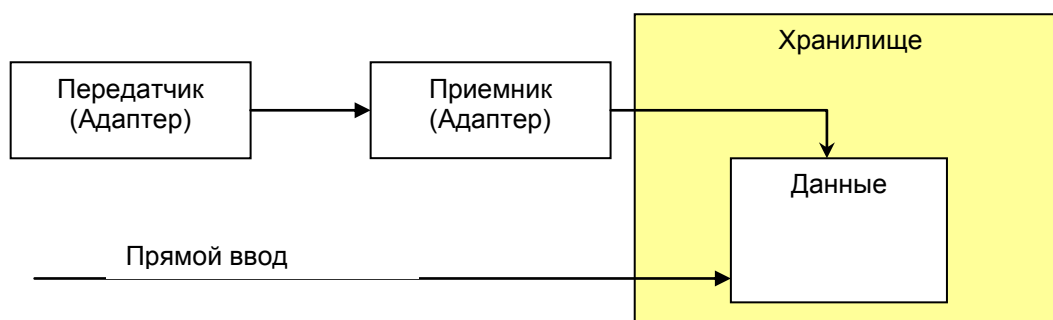 Хранилище
Передатчик
(Адаптер)
Приемник
(Адаптер)
Данные
Прямой ввод